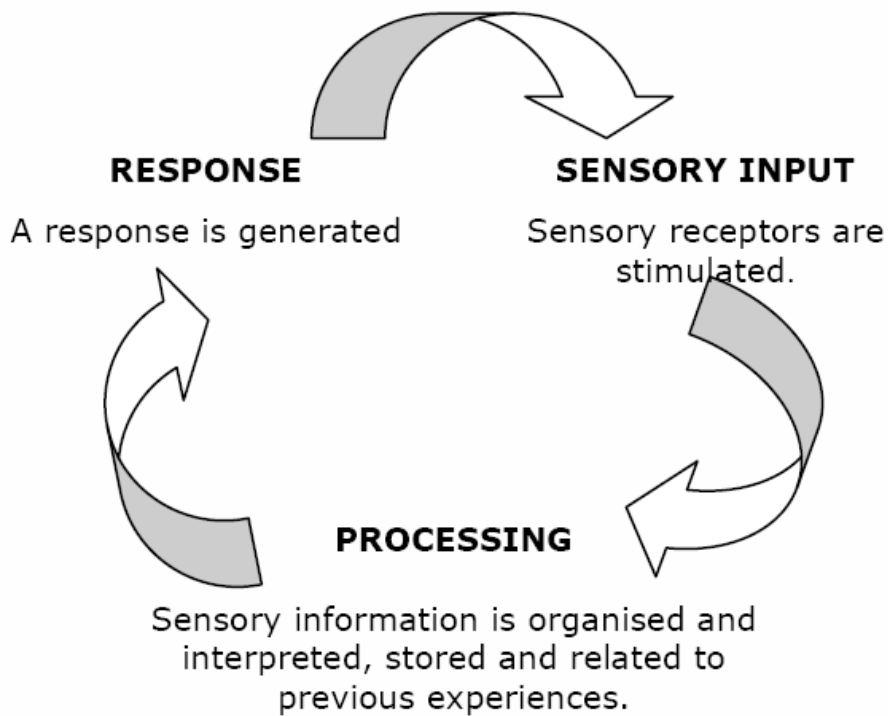 RESPONSE
A response is generated
SENSORY INPUT
Sensory receptors are
stimulated.
PROCESSING
Sensory information is organised and
interpreted, stored and related to
previous experiences.